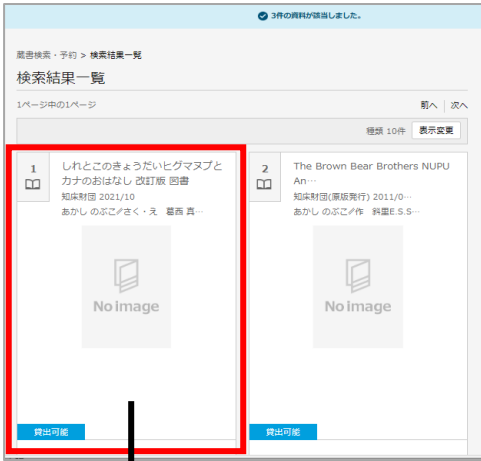 3件の資料が該当しました。
蔵書検索・予約 > 検索結果一覧
検索結果一覧
1ページ中の1ページ
前へ 次へ
種類 10件 表示変更
1
しれとこのきょうだいヒグマヌプと
カナのおはなし 改訂版 図書
知床財団 2021/10
あかし のぶこ∥さく・え 葛西 真…
No image
貸出可能
2
The Brown Bear Brothers NUPU
An…
知床財団(原版発行) 2011/0…
あかし のぶこ∥作 斜里E.S.S…
No image
貸出可能